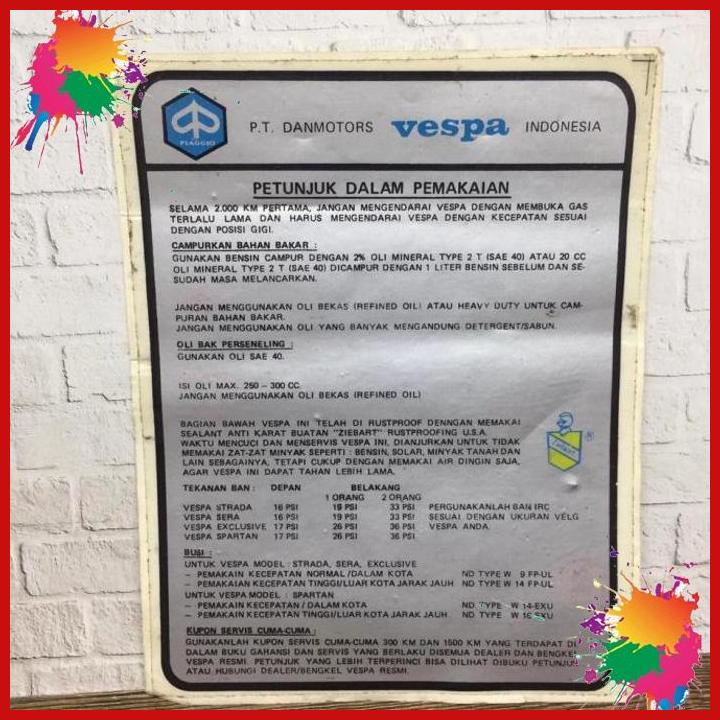 PIAGGIO
P.T. DANMOTORS vespa INDONESIA
PETUNJUK DALAM PEMAKAIAN
SELAMA 2.000 KM PERTAMA, JANGAN MENGENDARAI VESPA DENGAN MEMBUKA GAS
TERLALU LAMA DAN HARUS MENGENDARAI VESPA DENGAN KECEPATAN SESUAI
DENGAN POSISI GIGI.
CAMPURKAN BAHAN BAKAR :
GUNAKAN BENSIN CAMPUR DENGAN 2% OLI MINERAL TYPE 2 T (SAE 40) ATAU 20 CC
OLI MINERAL TYPE 2 T (SAE 40) DICAMPUR DENGAN 1 LITER BENSIN SEBELUM DAN SE-
SUDAH MASA MELANCARKAN.
JANGAN MENGGUNAKAN OLI BEKAS (REFINED OIL) ATAU HEAVY DUTY UNTUK CAM-
PURAN BAHAN BAKAR.
JANGAN MENGGUNAKAN OLI YANG BANYAK MENGANDUNG DETERGENT/SABUN.
OLI BAK PERSENELING :
GUNAKAN OLI SAE 40.
ISI OLI MAX. 250 – 300 CC.
JANGAN MENGGUNAKAN OLI BEKAS (REFINED OIL)
BAGIAN BAWAH VESPA INI TELAH DI RUSTPROOF DENNGAN MEMAKAI
SEALANT ANTI KARAT BUATAN "ZIEBART" RUSTPROOFING U.S.A.
WAKTU MENCUCI DAN MENSERVIS VESPA INI, DIANJURKAN UNTUK TIDAK
MEMAKAI ZAT-ZAT MINYAK SEPERTI : BENSIN, SOLAR, MINYAK TANAH DAN
LAIN SEBAGAINYA, TETAPI CUKUP DENGAN MEMAKAI AIR DINGIN SAJA,
AGAR VESPA INI DAPAT TAHAN LEBIH LAMA.
®
TEKANAN BAN : DEPAN BELAKANG
1 ORANG 2 ORANG
VESPA STRADA 16 PSI 19 PSI 33 PSI PERGUNAKANLAH BAN IRC
VESPA SERA 16 PSI 19 PSI 33 PSI SESUAI DENGAN UKURAN VELG
VESPA EXCLUSIVE 17 PSI 26 PSI 36 PSI VESPA ANDA.
VESPA SPARTAN 17 PSI 26 PSI 36 PSI
BUSI :
UNTUK VESPA MODEL : STRADA, SERA, EXCLUSIVE
– PEMAKAIN KECEPATAN NORMAL/DALAM KOTA ND TYPE W 9 FP-UL
– PEMAKAIAN KECEPATAN TINGGI/LUAR KOTA JARAK JAUH ND TYPE W 14 FP-UL
UNTUK VESPA MODEL : SPARTAN
– PEMAKAIN KECEPATAN / DALAM KOTA ND TYPE W 14-EXU
– PEMAKAIN KECEPATAN TINGGI/LUAR KOTA JARAK JAUH ND TYPE W 16-EXU
KUPON SERVIS CUMA-CUMA :
GUNAKANLAH KUPON SERVIS CUMA-CUMA 300 KM DAN 1500 KM YANG TERDAPAT DI
DALAM BUKU GAHANSI DAN SERVIS YANG BERLAKU DISEMUA DEALER DAN BENGKEL
VESPA RESMI. PETUNJUK YANG LEBIH TERPERINCI BISA DILIHAT DIBUKU PETUNJUK
ATAU HUBUNGI DEALER/BENGKEL VESPA RESMI.